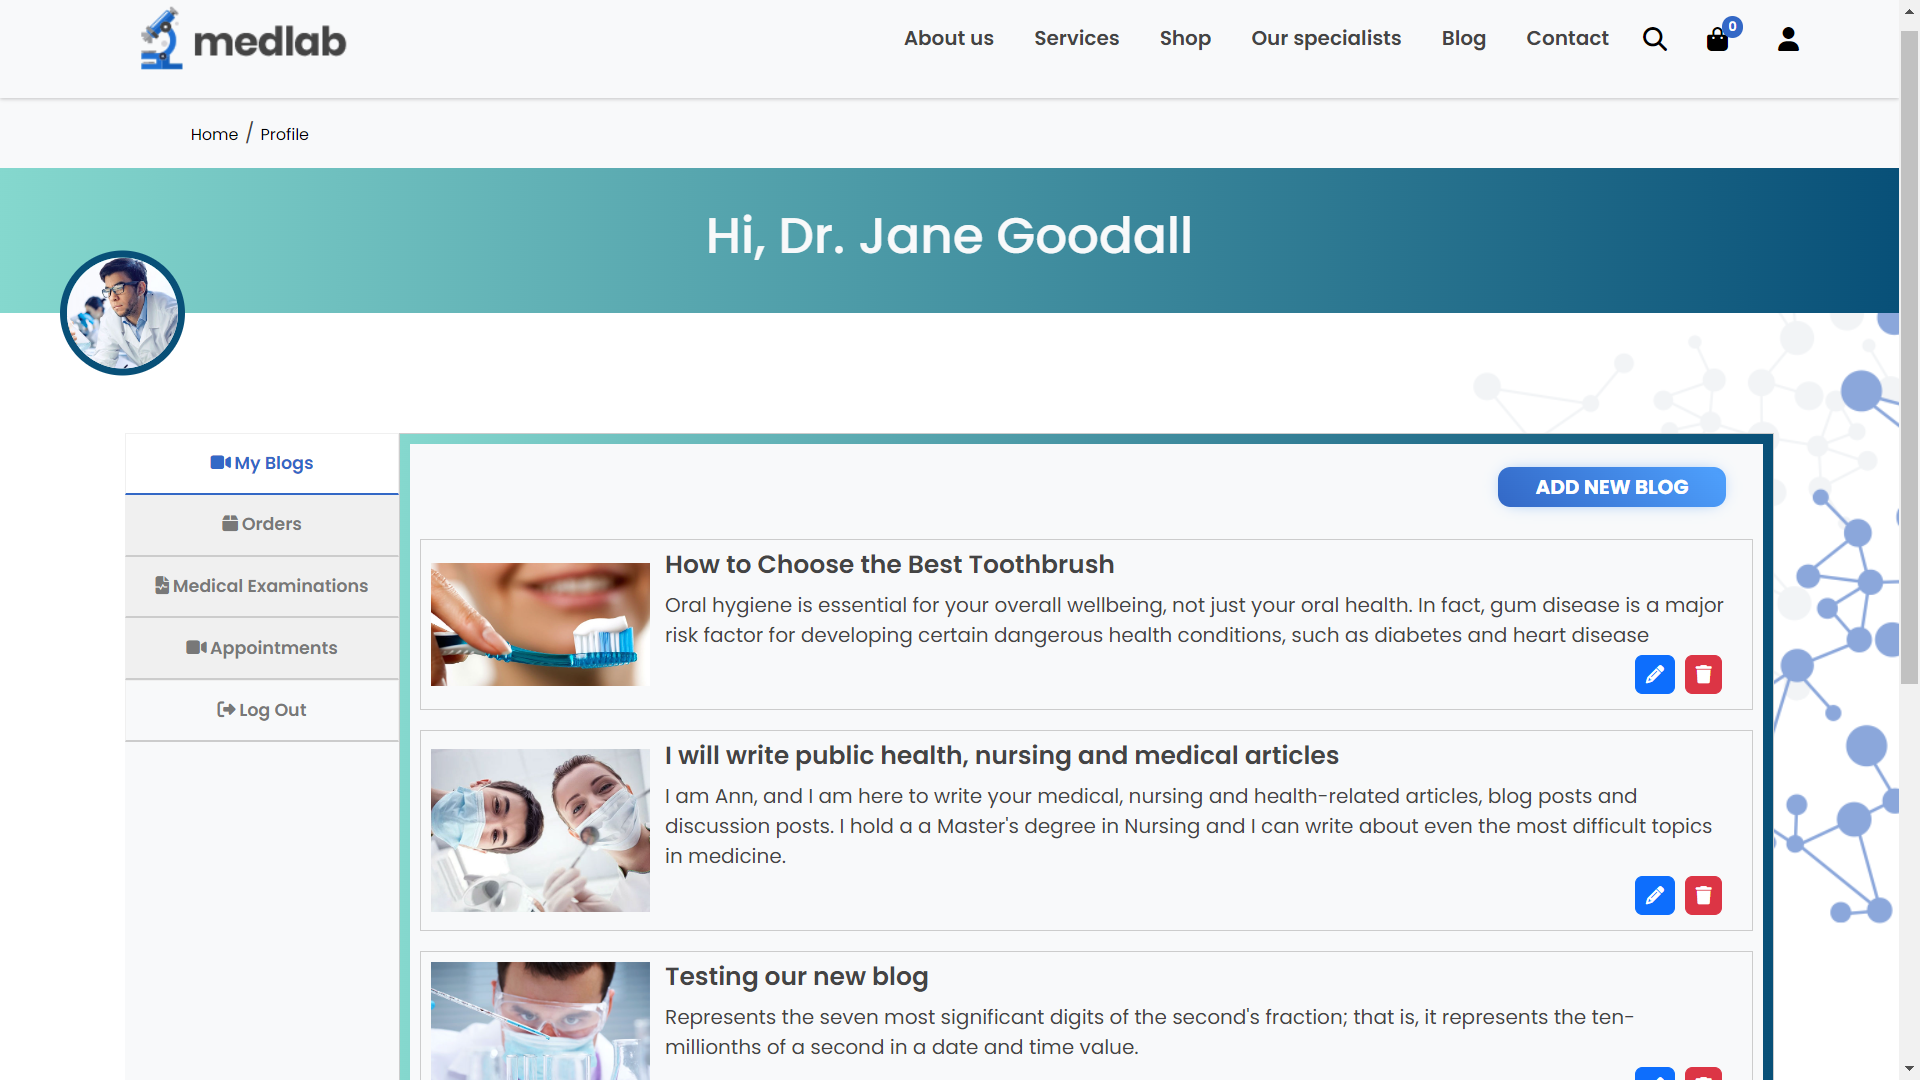 medlab
About us
Services
Shop
Our specialists
Blog
Contact
0
Home / Profile
Hi, Dr. Jane Goodall
My Blogs
Orders
Medical Examinations
Appointments
Log Out
ADD NEW BLOG
How to Choose the Best Toothbrush
Oral hygiene is essential for your overall wellbeing, not just your oral health. In fact, gum disease is a major
risk factor for developing certain dangerous health conditions, such as diabetes and heart disease
I will write public health, nursing and medical articles
I am Ann, and I am here to write your medical, nursing and health-related articles, blog posts and
discussion posts. I hold a a Master's degree in Nursing and I can write about even the most difficult topics
in medicine.
Testing our new blog
Represents the seven most significant digits of the second's fraction; that is, it represents the ten-
millionths of a second in a date and time value.